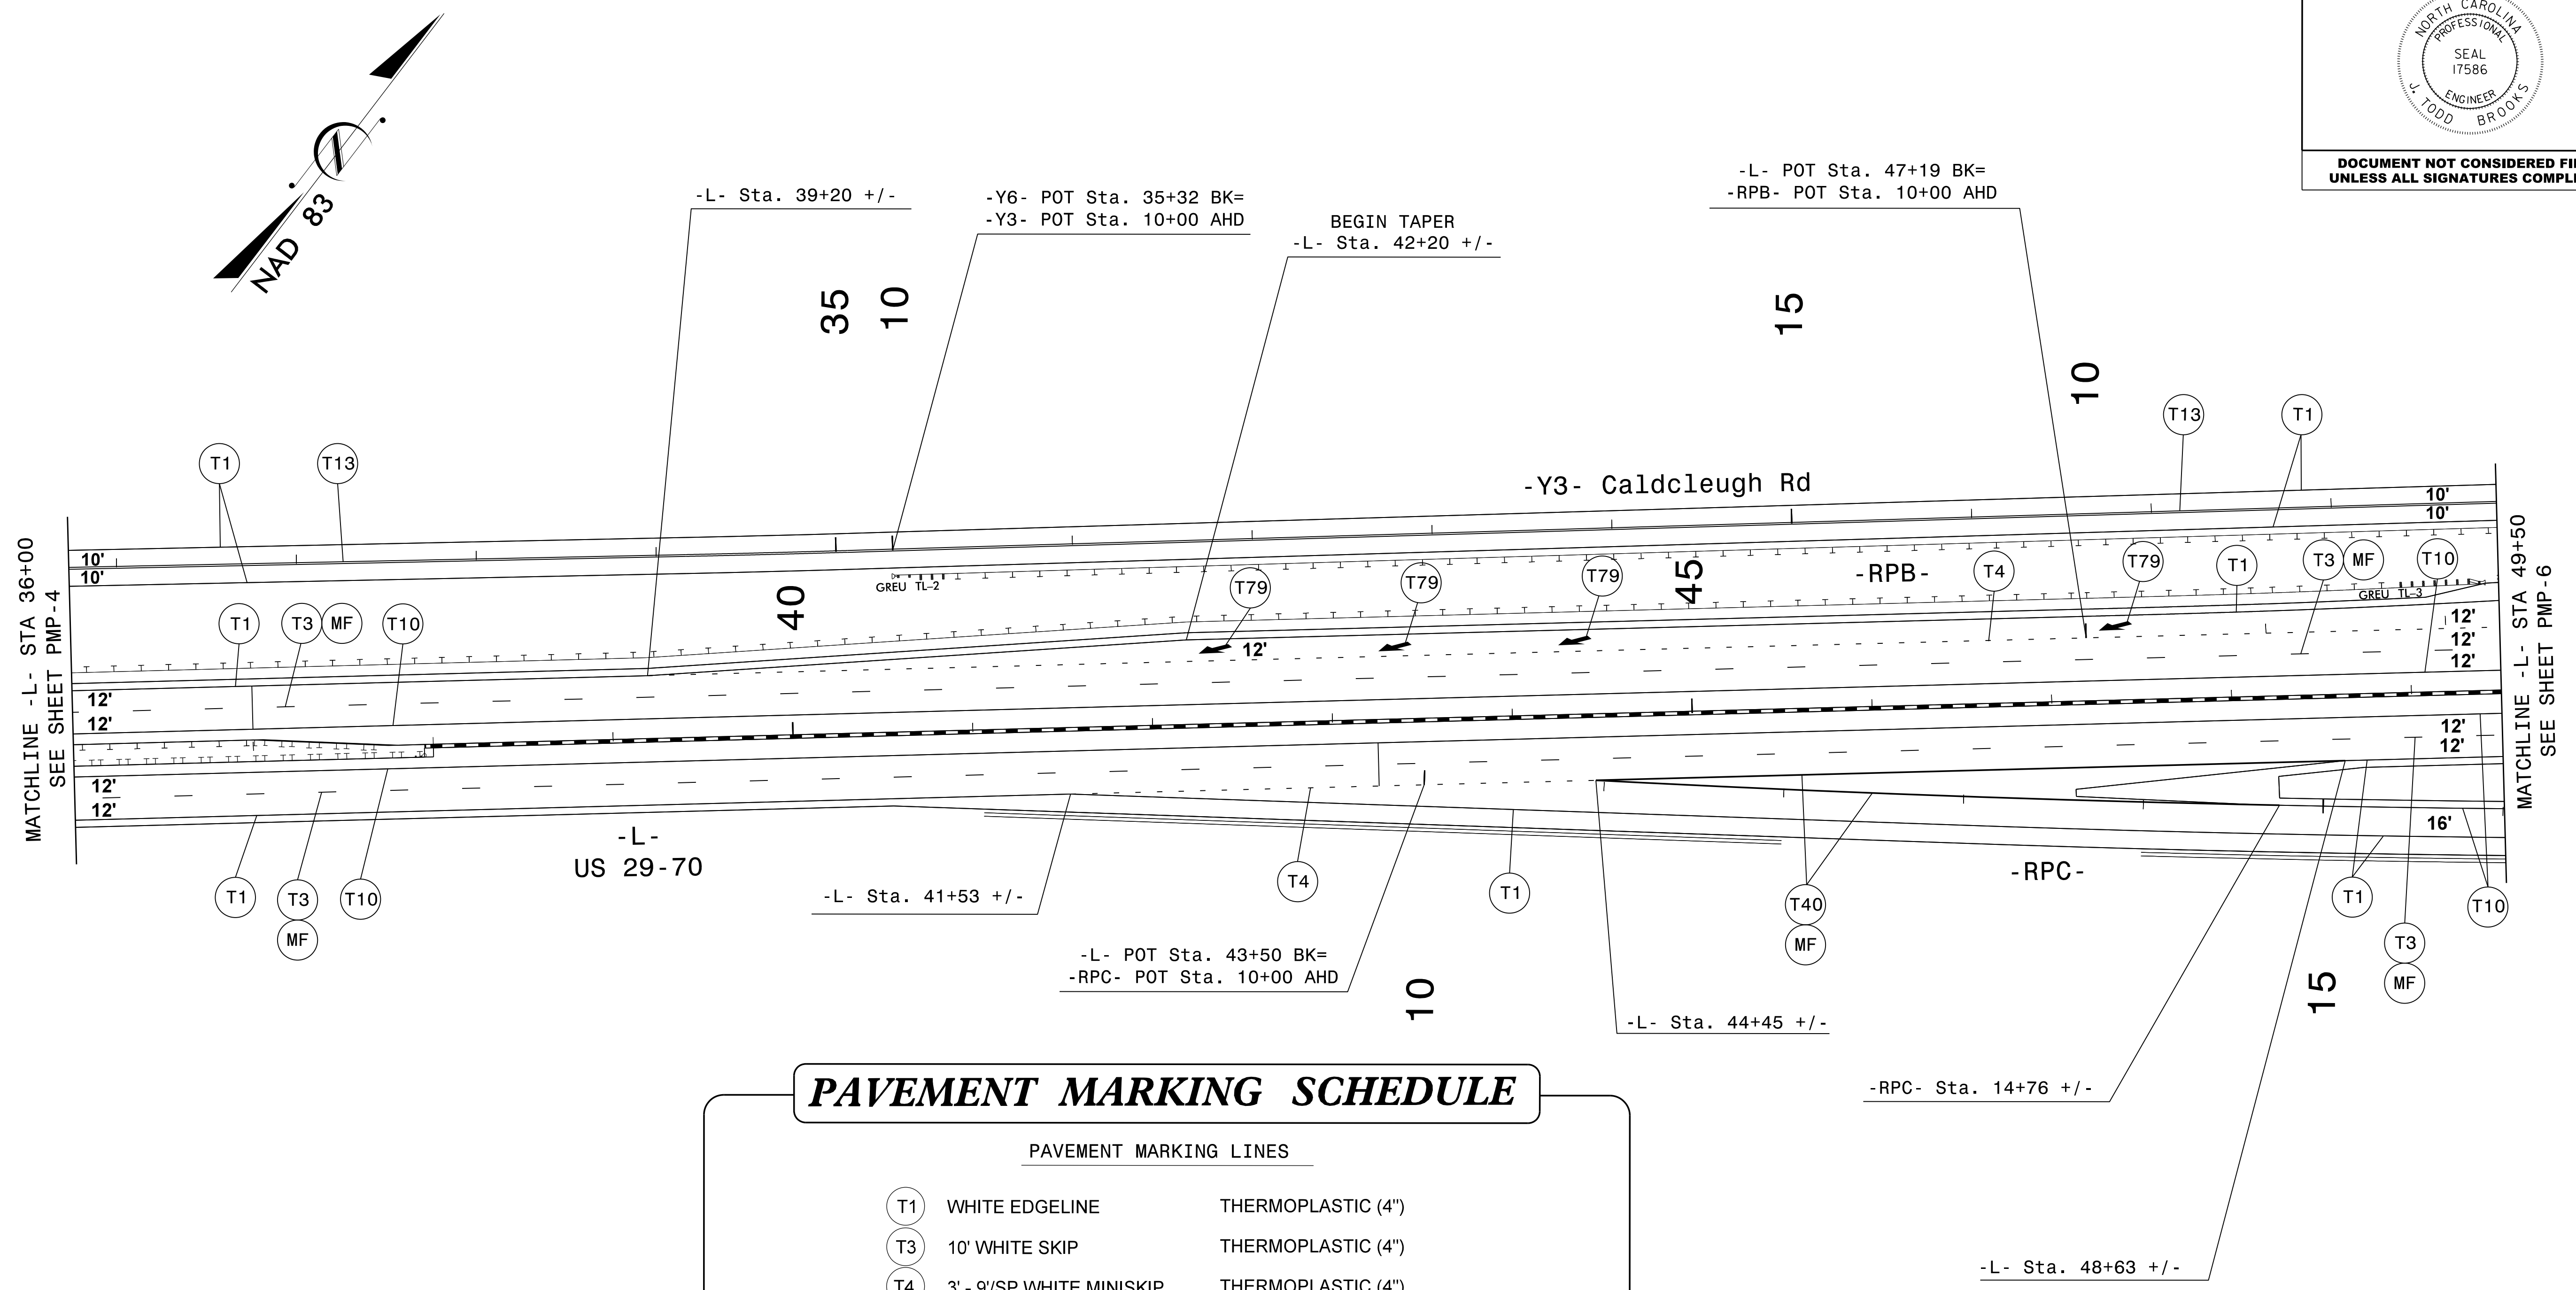 NORTH CAROLINA
PROFESSIONAL
SEAL
17586
ENGINEER
J. TODD BROOKS
DOCUMENT NOT CONSIDERED
UNLESS ALL SIGNATURES
NAD 83
-L- Sta. 39+20 +/-
-Y6- POT Sta. 35+32 BK=
-Y3- POT Sta. 10+00 AHD
BEGIN TAPER
-L- Sta. 42+20 +/-
-L- POT Sta. 47+19 BK=
-RPB- POT Sta. 10+00 AHD
35
10
15
10
T1
T13
T13
T1
-Y3- Caldcleugh Rd
10'
10'
10'
10'
MATCHLINE -L- STA 36+00
SEE SHEET PMP-4
GREU TL-2
40
T79
T79
T79
45
-RPB-
T4
T79
T1
T3
MF
T10
GREU TL-3
MATCHLINE -L- STA 49+50
SEE SHEET PMP-6
T1
T3
MF
T10
12'
12'
12'
12'
12'
12'
12'
12'
12'
12'
16'
-L-
US 29-70
-RPC-
T1
T3
MF
T10
-L- Sta. 41+53 +/-
T4
T1
T40
MF
T1
T3
MF
T10
-L- POT Sta. 43+50 BK=
-RPC- POT Sta. 10+00 AHD
10
-L- Sta. 44+45 +/-
15
-RPC- Sta. 14+76 +/-
-L- Sta. 48+63 +/-
PAVEMENT MARKING SCHEDULE
PAVEMENT MARKING LINES
T1 WHITE EDGELINE THERMOPLASTIC (4")
T3 10' WHITE SKIP THERMOPLASTIC (4")
T4 3' - 9'/SP WHITE MINISKIP THERMOPLASTIC (4")